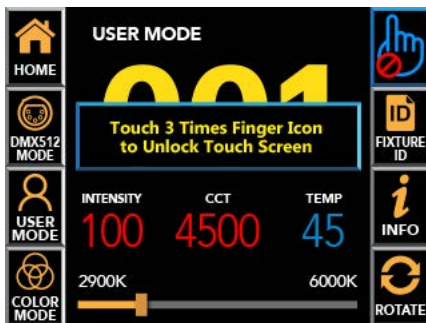 USER MODE
HOME
001
DMX512
MODE
Touch 3 Times Finger Icon
to Unlock Touch Screen
ID
FIXTURE
ID
USER
MODE
INTENSITY CCT TEMP
100 4500 45
i
INFO
2900K 6000K
COLOR
MODE
ROTATE